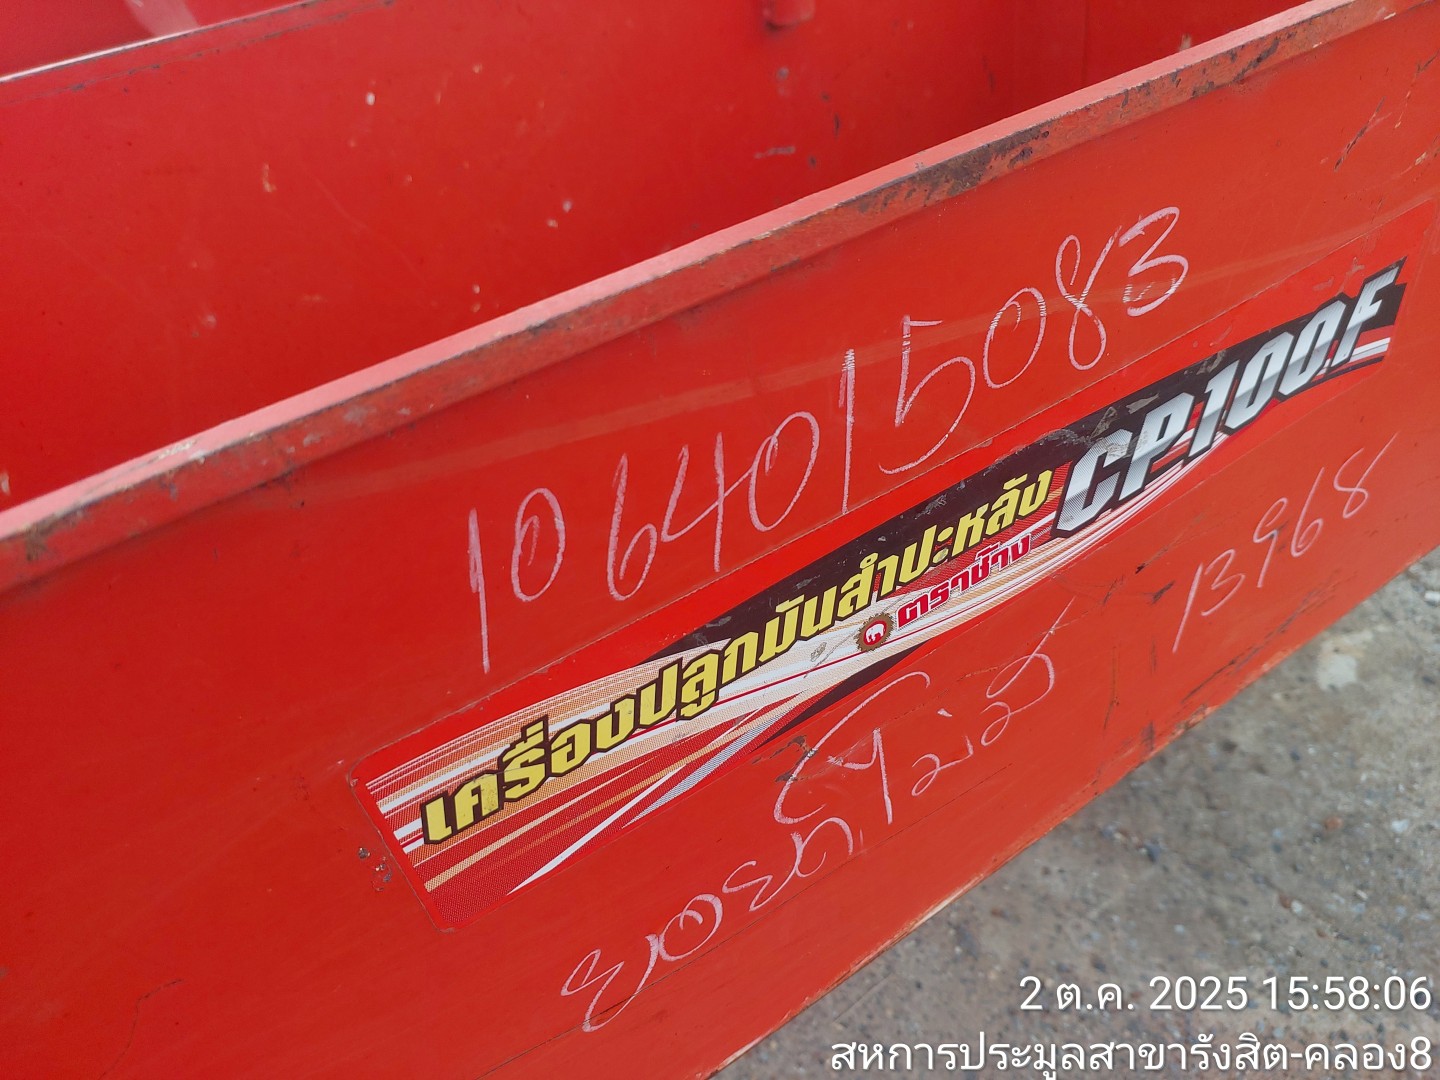 1064015083
เครื่องปลูกมันสำปะหลัง CP100F
ตราช้าง
13968
2 ต.ค. 2025 15:58:06
สหการประมูลสาขารังสิต-คลอง8